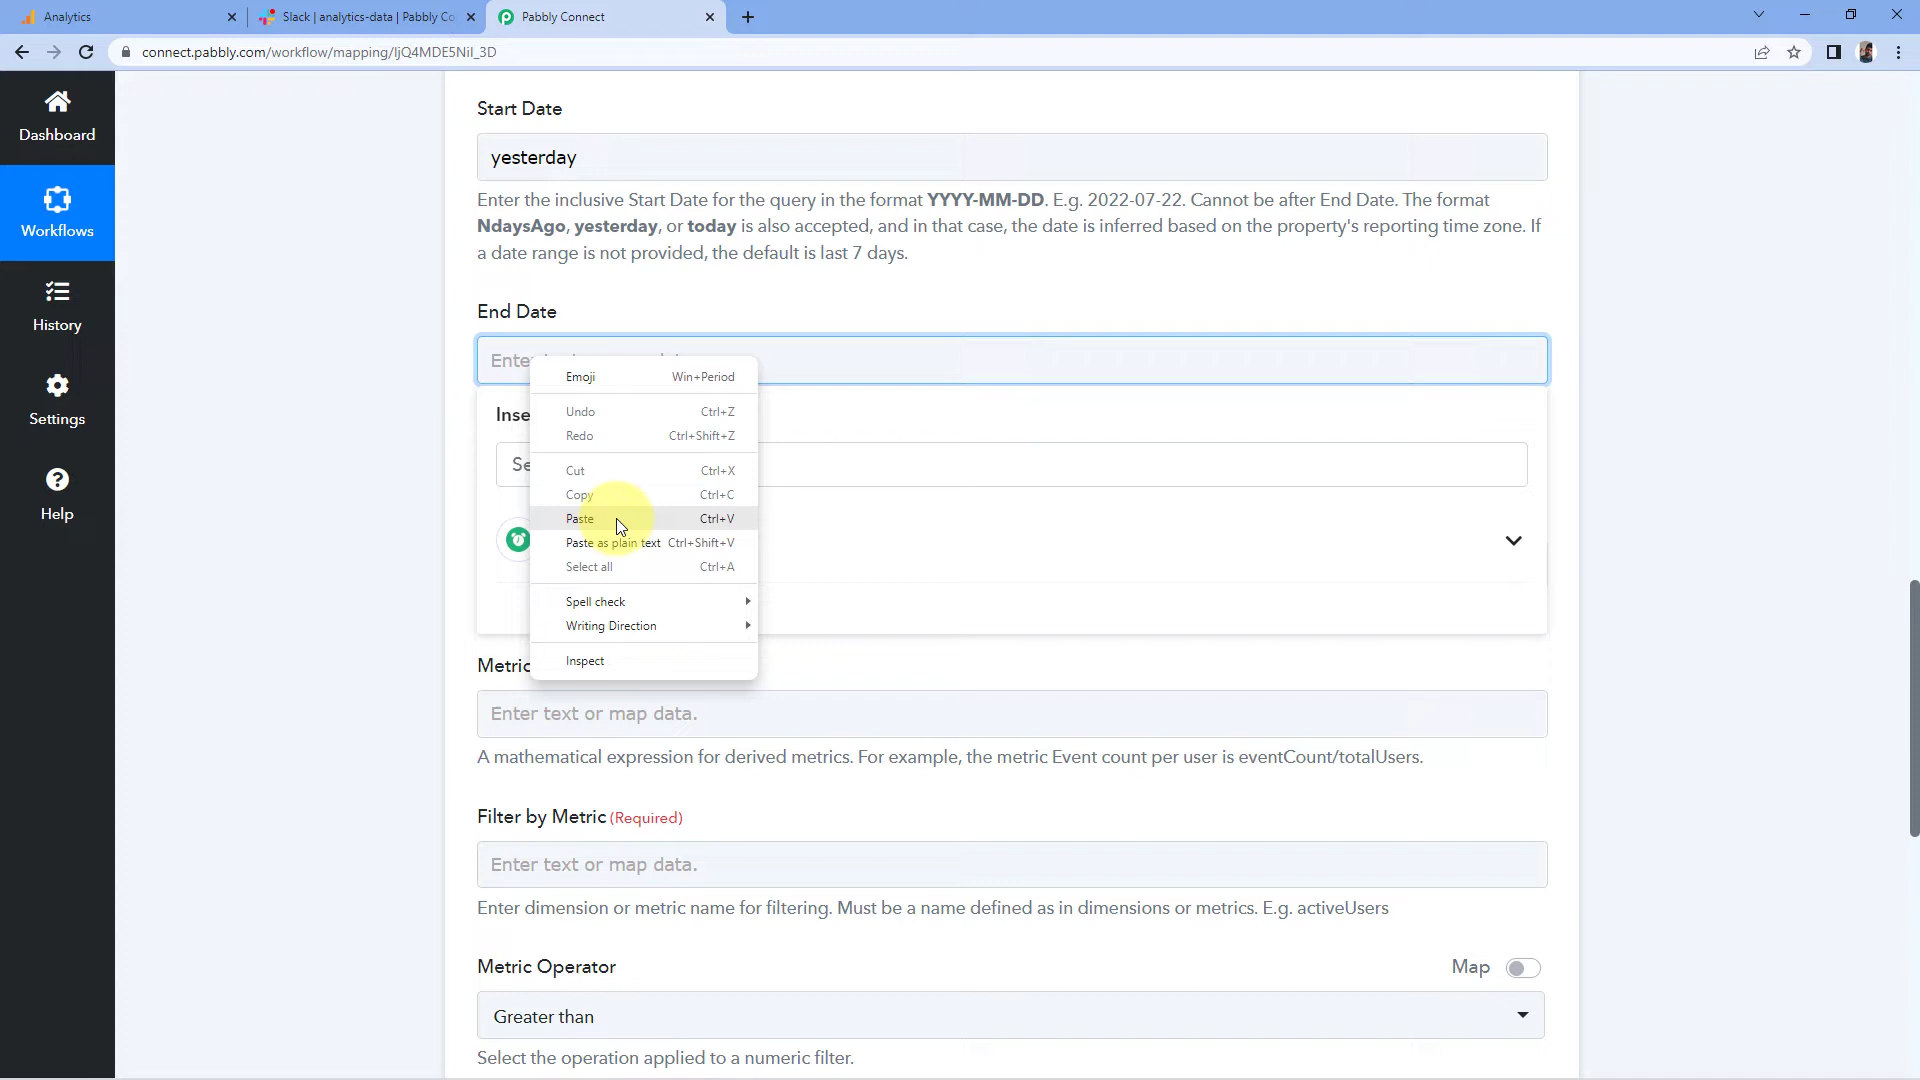 Analytics
Slack | analytics-data | Pabbly Co
Pabbly Connect
connect.pabbly.com/workflow/mapping/IjQ4MDE5NiI_3D
Dashboard
Workflows
History
Settings
Help
Start Date
yesterday
Enter the inclusive Start Date for the query in the format YYYY-MM-DD. E.g. 2022-07-22. Cannot be after End Date. The format
NdaysAgo, yesterday, or today is also accepted, and in that case, the date is inferred based on the property's reporting time zone. If
a date range is not provided, the default is last 7 days.
End Date
Ente
Emoji Win+Period
Undo Ctrl+Z
Redo Ctrl+Shift+Z
Cut Ctrl+X
Copy Ctrl+C
Paste Ctrl+V
Paste as plain text Ctrl+Shift+V
Select all Ctrl+A
Spell check
Writing Direction
Inspect
Inse
Se
Metric
Enter text or map data.
A mathematical expression for derived metrics. For example, the metric Event count per user is eventCount/totalUsers.
Filter by Metric (Required)
Enter text or map data.
Enter dimension or metric name for filtering. Must be a name defined as in dimensions or metrics. E.g. activeUsers
Metric Operator
Map
Greater than
Select the operation applied to a numeric filter.